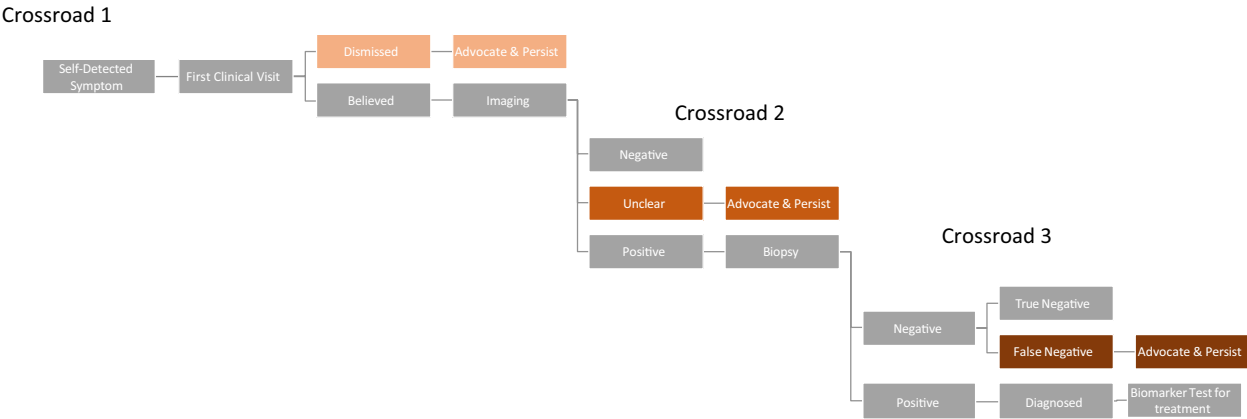 Crossroad 1
Dismissed
Advocate & Persist
Self-Detected
Symptom
First Clinical Visit
Believed
Imaging
Crossroad 2
Negative
Unclear
Advocate & Persist
Crossroad 3
Positive
Biopsy
True Negative
Negative
False Negative
Advocate & Persist
Positive
Diagnosed
Biomarker Test for
treatment